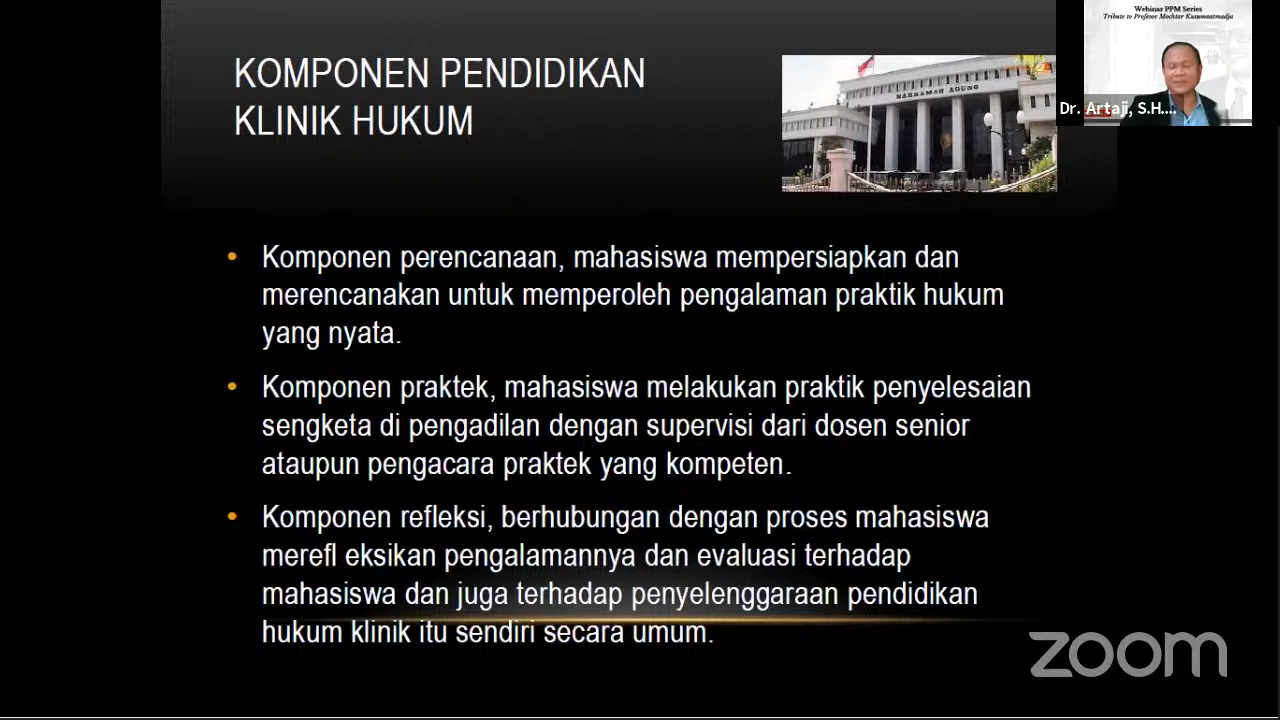 KOMPONEN PENDIDIKAN
KLINIK HUKUM
MAHKAMAH AGUNG
Webinar PPM Series
Tribute to Profesor Mochtar Kusumaatmadja
Dr. Artaji, S.H....
• Komponen perencanaan, mahasiswa mempersiapkan dan
merencanakan untuk memperoleh pengalaman praktik hukum
yang nyata.
• Komponen praktek, mahasiswa melakukan praktik penyelesaian
sengketa di pengadilan dengan supervisi dari dosen senior
ataupun pengacara praktek yang kompeten.
• Komponen refleksi, berhubungan dengan proses mahasiswa
merefl eksikan pengalamannya dan evaluasi terhadap
mahasiswa dan juga terhadap penyelenggaraan pendidikan
hukum klinik itu sendiri secara umum.
zoom